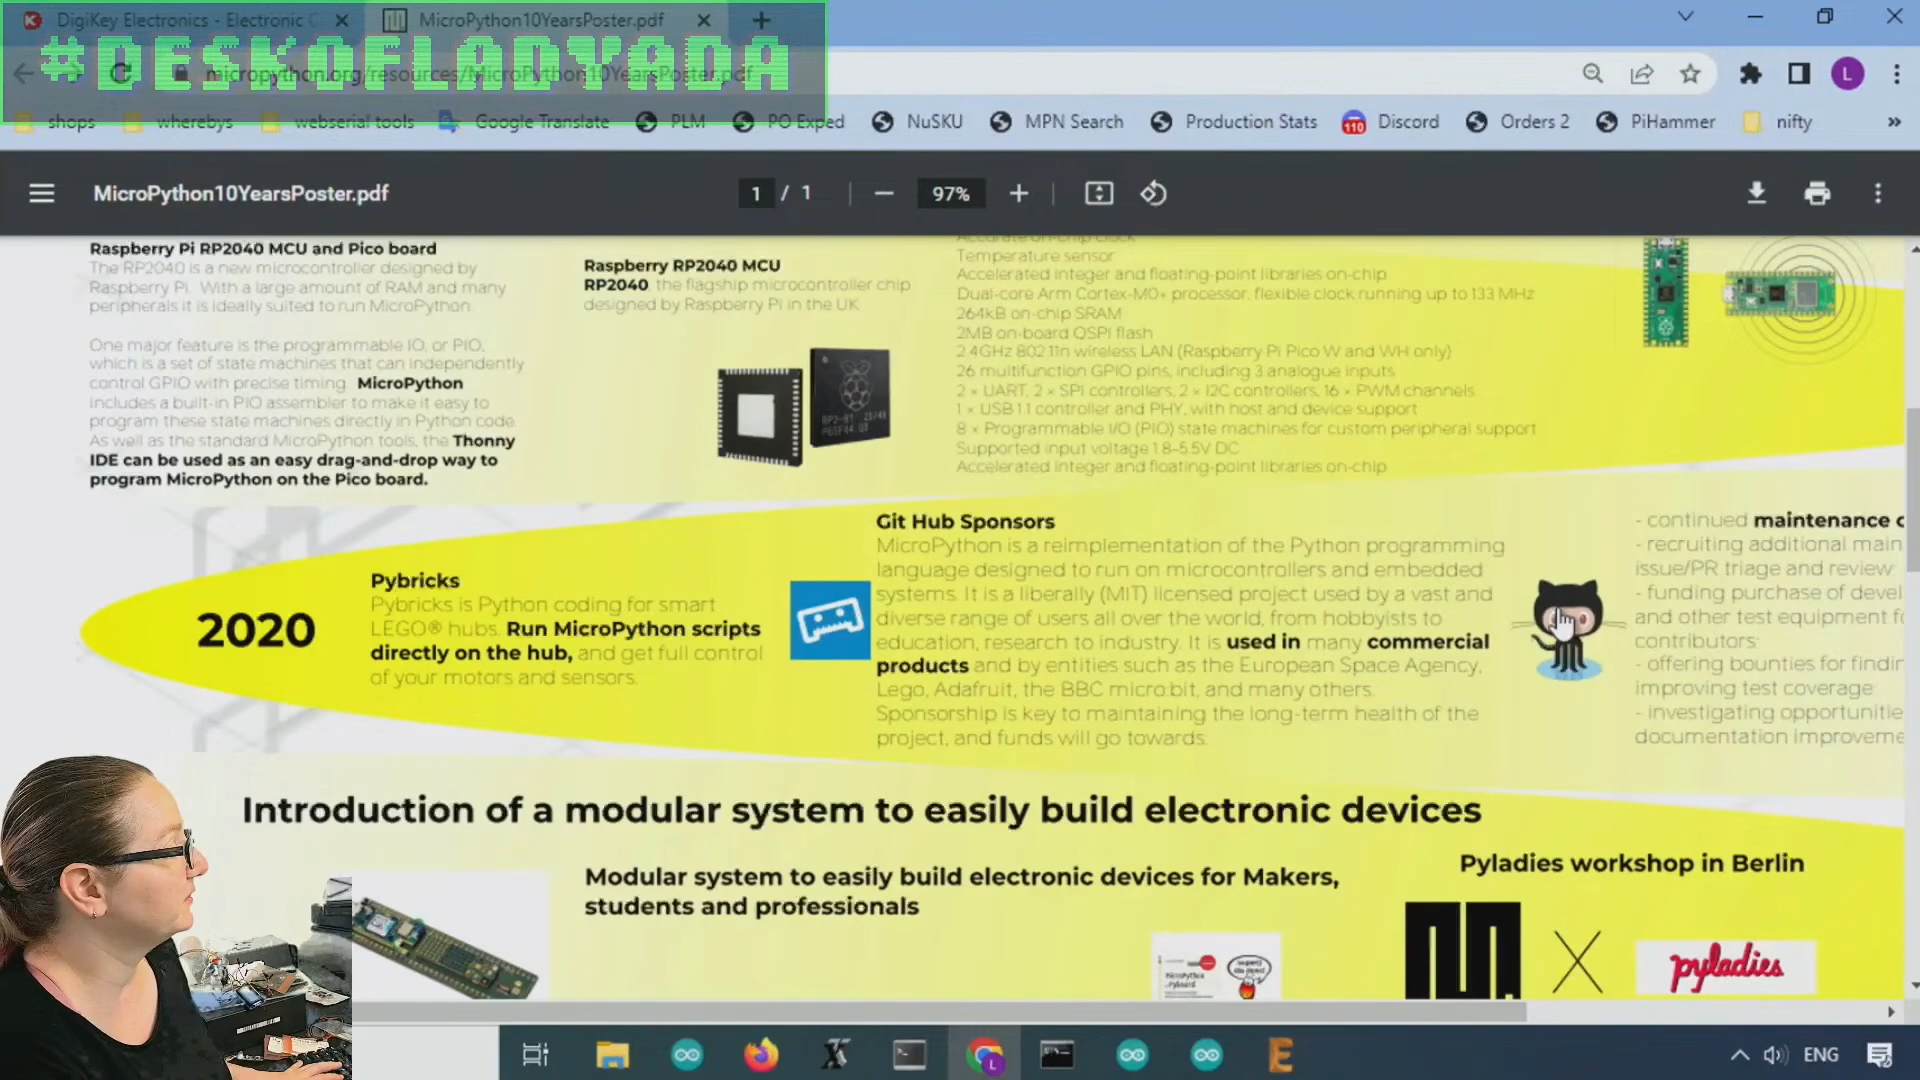 DigiKey Electronics - Electronic C
MicroPython10YearsPoster.pdf
#DESKOFLADYADA
micropython.org/resources/MicroPython10YearsPoster.pdf
L
shops
wherebys
webserial tools
Google Translate
PLM
PO Exped
NuSKU
MPN Search
Production Stats
110
Discord
Orders 2
PiHammer
nifty
»
MicroPython10YearsPoster.pdf
1 / 1
97%
Raspberry Pi RP2040 MCU and Pico board
The RP2040 is a new microcontroller designed by
Raspberry Pi. With a large amount of RAM and many
peripherals it is ideally suited to run MicroPython.
One major feature is the programmable IO, or PIO,
which is a set of state machines that can independently
control GPIO with precise timing. MicroPython
includes a built-in PIO assembler to make it easy to
program these state machines directly in Python code.
As well as the standard MicroPython tools, the Thonny
IDE can be used as an easy drag-and-drop way to
program MicroPython on the Pico board.
Raspberry RP2040 MCU
RP2040, the flagship microcontroller chip
designed by Raspberry Pi in the UK
Accurate on-chip clock
Temperature sensor
Accelerated integer and floating-point libraries on-chip
Dual-core Arm Cortex-M0+ processor, flexible clock running up to 133 MHz
264kB on-chip SRAM
2MB on-board QSPI flash
2.4GHz 802.11n wireless LAN (Raspberry Pi Pico W and WH only)
26 multifunction GPIO pins, including 3 analogue inputs
2 × UART, 2 × SPI controllers, 2 × I2C controllers, 16 × PWM channels
1 × USB 1.1 controller and PHY, with host and device support
8 × Programmable I/O (PIO) state machines for custom peripheral support
Supported input voltage 1.8–5.5V DC
Accelerated integer and floating-point libraries on-chip
2020
Pybricks
Pybricks is Python coding for smart
LEGO® hubs. Run MicroPython scripts
directly on the hub, and get full control
of your motors and sensors.
Git Hub Sponsors
MicroPython is a reimplementation of the Python programming
language designed to run on microcontrollers and embedded
systems. It is a liberally (MIT) licensed project used by a vast and
diverse range of users all over the world, from hobbyists to
education, research to industry. It is used in many commercial
products and by entities such as the European Space Agency,
Lego, Adafruit, the BBC micro:bit, and many others.
Sponsorship is key to maintaining the long-term health of the
project, and funds will go towards:
- continued maintenance
- recruiting additional main
issue/PR triage and review
- funding purchase of devel
and other test equipment f
contributors:
- offering bounties for findin
improving test coverage:
- investigating opportunitie
documentation improveme
Introduction of a modular system to easily build electronic devices
Modular system to easily build electronic devices for Makers,
students and professionals
Pyladies workshop in Berlin
MicroPython
pyladies
ENG